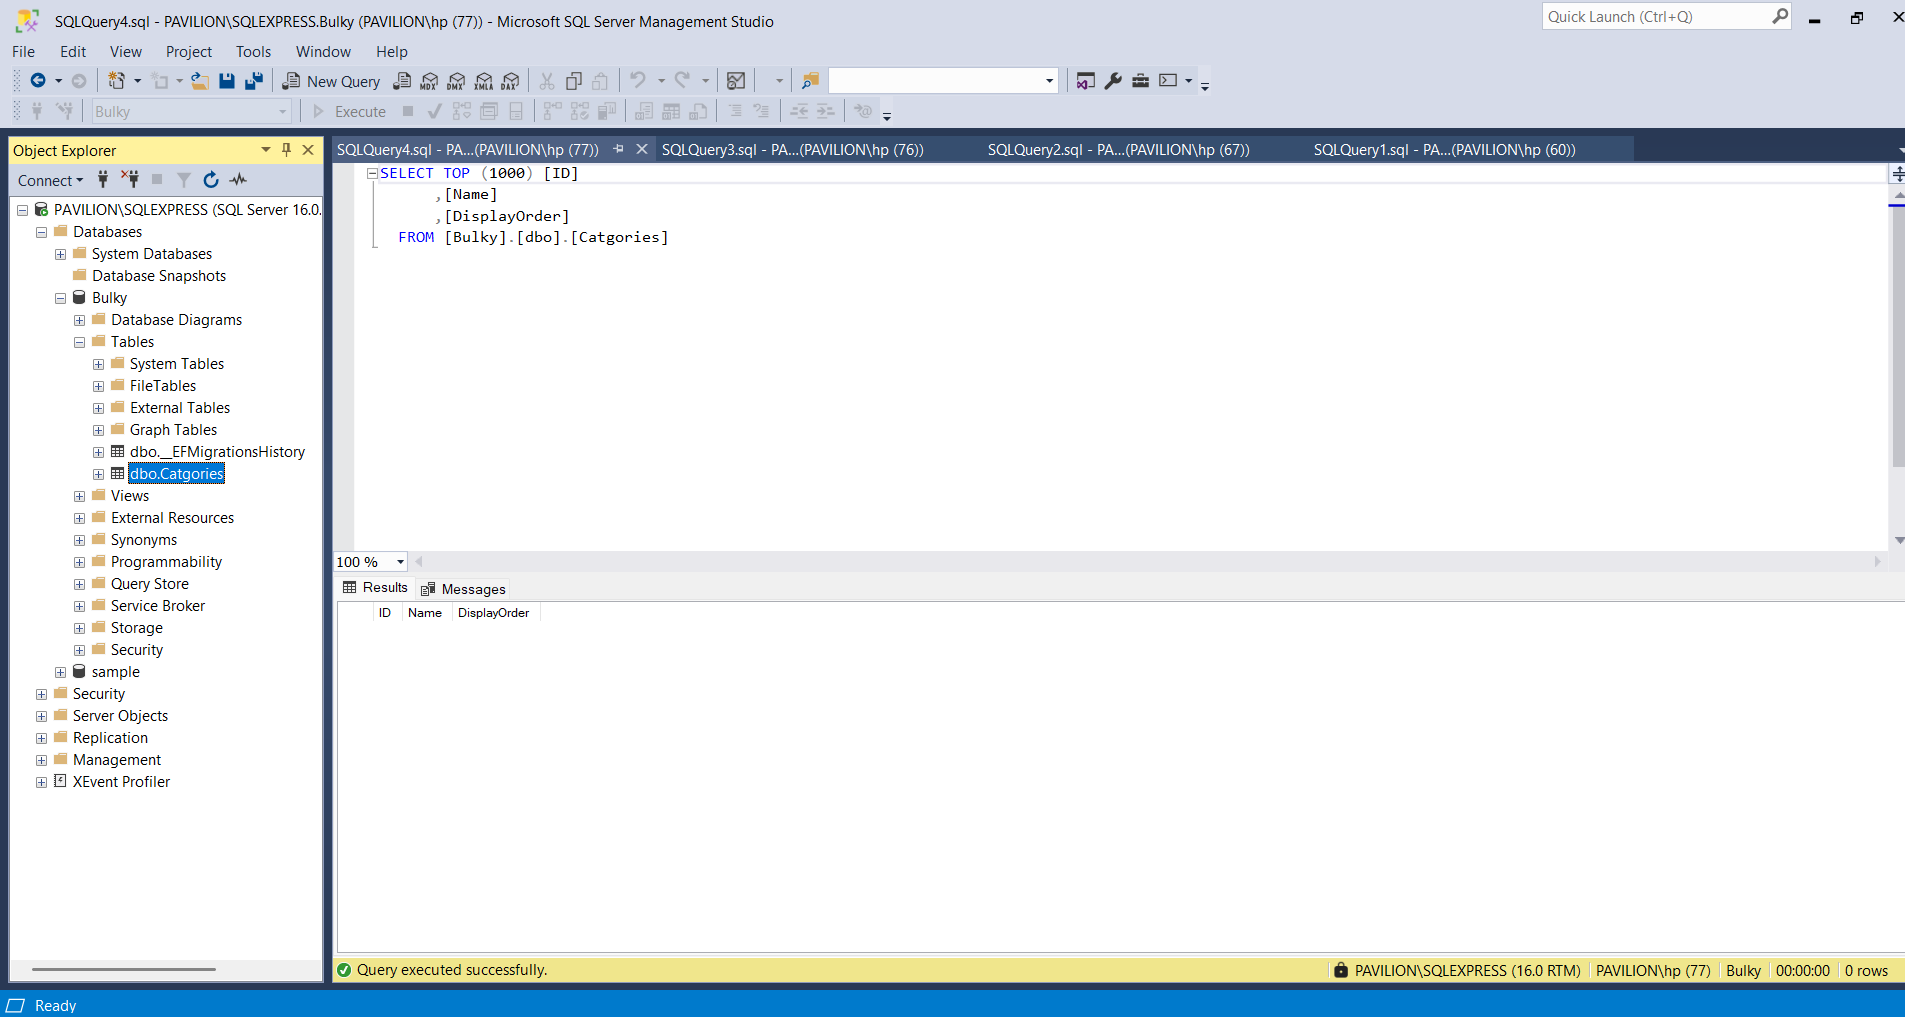 SQLQuery4.sql - PAVILION\SQLEXPRESS.Bulky (PAVILION\hp (77)) - Microsoft SQL Server Management Studio
Quick Launch (Ctrl+Q)
File Edit View Project Tools Window Help
New Query MDX DMX XMLA DAX
Bulky Execute
Object Explorer
Connect
PAVILION\SQLEXPRESS (SQL Server 16.0.
Databases
System Databases
Database Snapshots
Bulky
Database Diagrams
Tables
System Tables
FileTables
External Tables
Graph Tables
dbo.__EFMigrationsHistory
dbo.Catgories
Views
External Resources
Synonyms
Programmability
Query Store
Service Broker
Storage
Security
sample
Security
Server Objects
Replication
Management
XEvent Profiler
SQLQuery4.sql - PA...(PAVILION\hp (77)) SQLQuery3.sql - PA...(PAVILION\hp (76)) SQLQuery2.sql - PA...(PAVILION\hp (67)) SQLQuery1.sql - PA...(PAVILION\hp (60))
SELECT TOP (1000) [ID]
,[Name]
,[DisplayOrder]
FROM [Bulky].[dbo].[Catgories]
100 %
Results Messages
ID Name DisplayOrder
Query executed successfully. PAVILION\SQLEXPRESS (16.0 RTM) PAVILION\hp (77) Bulky 00:00:00 0 rows
Ready